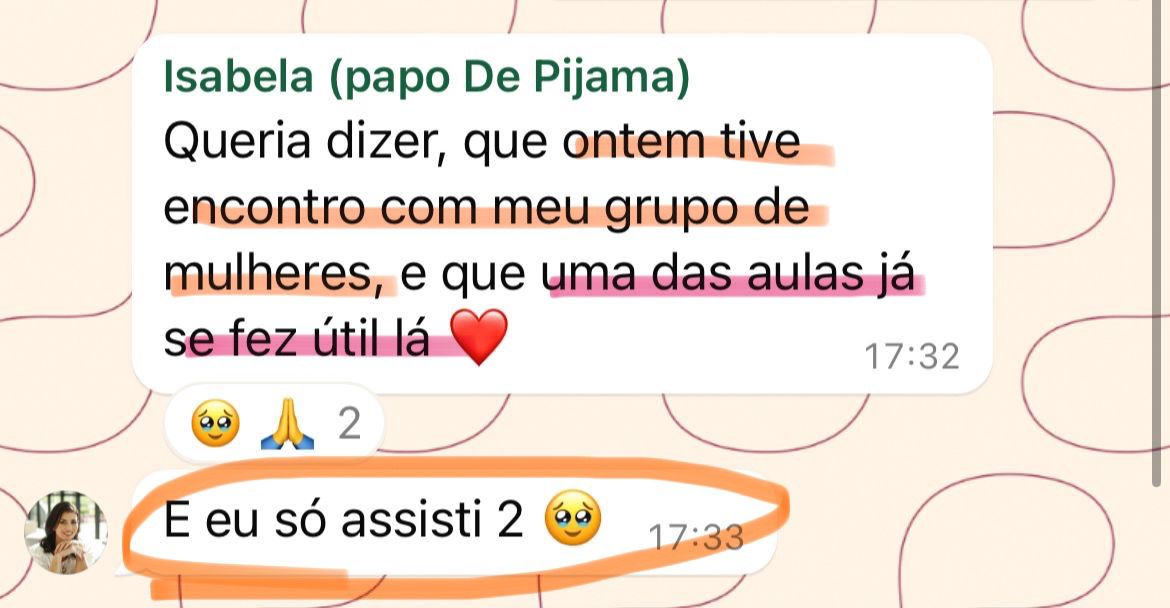 Isabela (papo De Pijama)
Queria dizer, que ontem tive
encontro com meu grupo de
mulheres, e que uma das aulas já
se fez útil lá ❤️
17:32
🥹 🙏 2
E eu só assisti 2 🥹
17:33